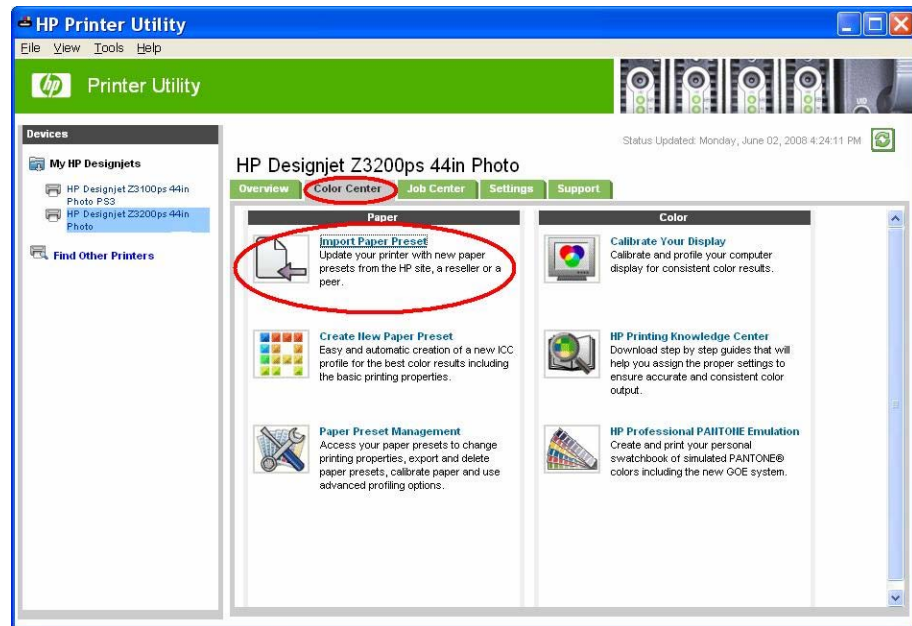 HP Printer Utility
File View Tools Help
hp Printer Utility
UID
Devices
Status Updated: Monday, June 02, 2008 4:24:11 PM
My HP Designjets
HP Designjet Z3100ps 44in
Photo PS3
HP Designjet Z3200ps 44in
Photo
Find Other Printers
HP Designjet Z3200ps 44in Photo
Overview Color Center Job Center Settings Support
Paper
Import Paper Preset
Update your printer with new paper
presets from the HP site, a reseller or a
peer.
Create New Paper Preset
Easy and automatic creation of a new ICC
profile for the best color results including
the basic printing properties.
Paper Preset Management
Access your paper presets to change
printing properties, export and delete
paper presets, calibrate paper and use
advanced profiling options.
Color
Calibrate Your Display
Calibrate and profile your computer
display for consistent color results.
HP Printing Knowledge Center
Download step by step guides that will
help you assign the proper settings to
ensure accurate and consistent color
output.
HP Professional PANTONE Emulation
Create and print your personal
swatchbook of simulated PANTONE®
colors including the new GOE system.